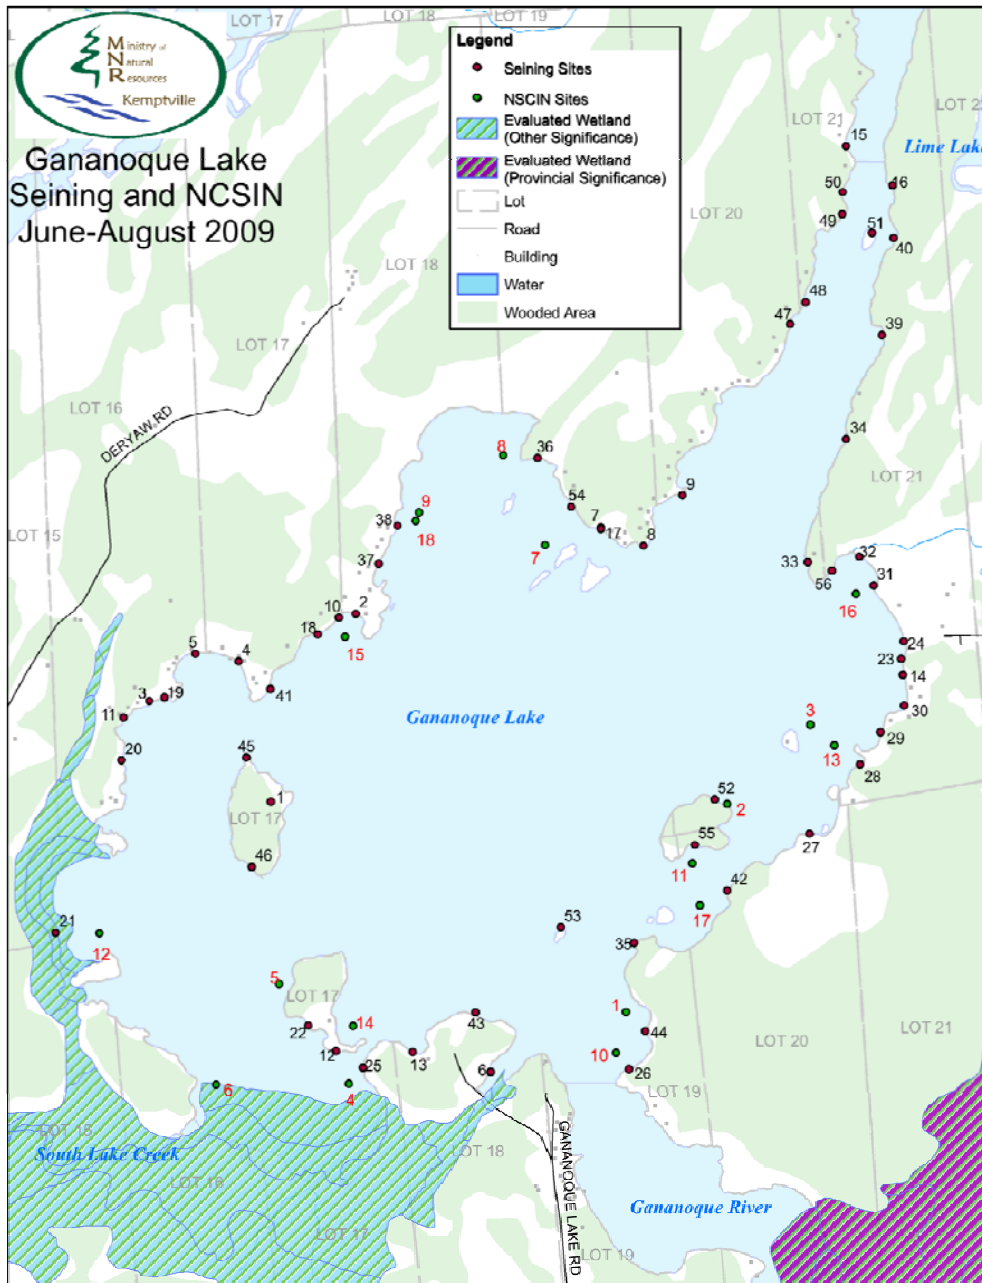 Ministry of
Natural
Resources
Kemptville
Gananoque Lake
Seining and NCSIN
June-August 2009
Legend
Seining Sites
NSCIN Sites
Evaluated Wetland
(Other Significance)
Evaluated Wetland
(Provincial Significance)
Lot
Road
Building
Water
Wooded Area
LOT 17
LOT 18
LOT 19
LOT 21
Lime Lake
15
50
46
49
51
40
LOT 20
LOT 18
48
47
39
LOT 17
LOT 16
DERYAW RD
34
8
36
LOT 21
9
54
9
38
18
7
17
8
LOT 15
7
37
33
32
56
31
16
10
2
18
15
24
5
4
23
14
41
3
19
30
11
Gananoque Lake
3
29
13
20
45
28
1
52
2
LOT 17
55
27
46
11
42
17
21
53
12
35
5
LOT 17
1
22
14
43
44
12
13
10
25
6
26
6
4
LOT 19
LOT 20
LOT 21
LOT 15
South Lake Creek
LOT 18
GANANOQUE LAKE RD
LOT 16
Gananoque River
LOT 17
LOT 19